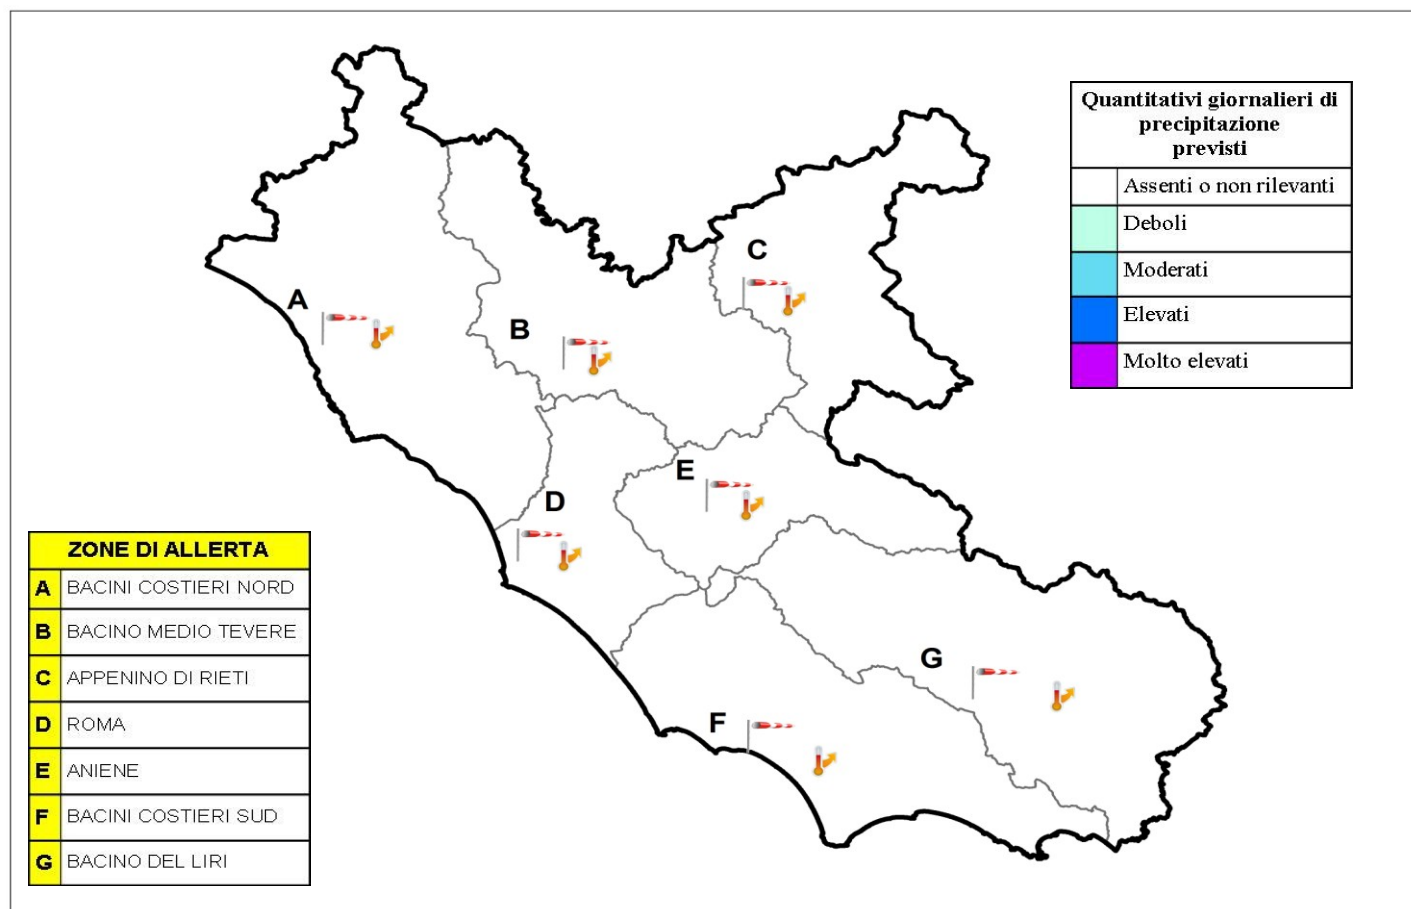 Quantitativi giornalieri di
precipitazione
previsti
Assenti o non rilevanti
Deboli
Moderati
Elevati
Molto elevati
C
A
B
E
D
G
F
ZONE DI ALLERTA
A BACINI COSTIERI NORD
B BACINO MEDIO TEVERE
C APPENINO DI RIETI
D ROMA
E ANIENE
F BACINI COSTIERI SUD
G BACINO DEL LIRI